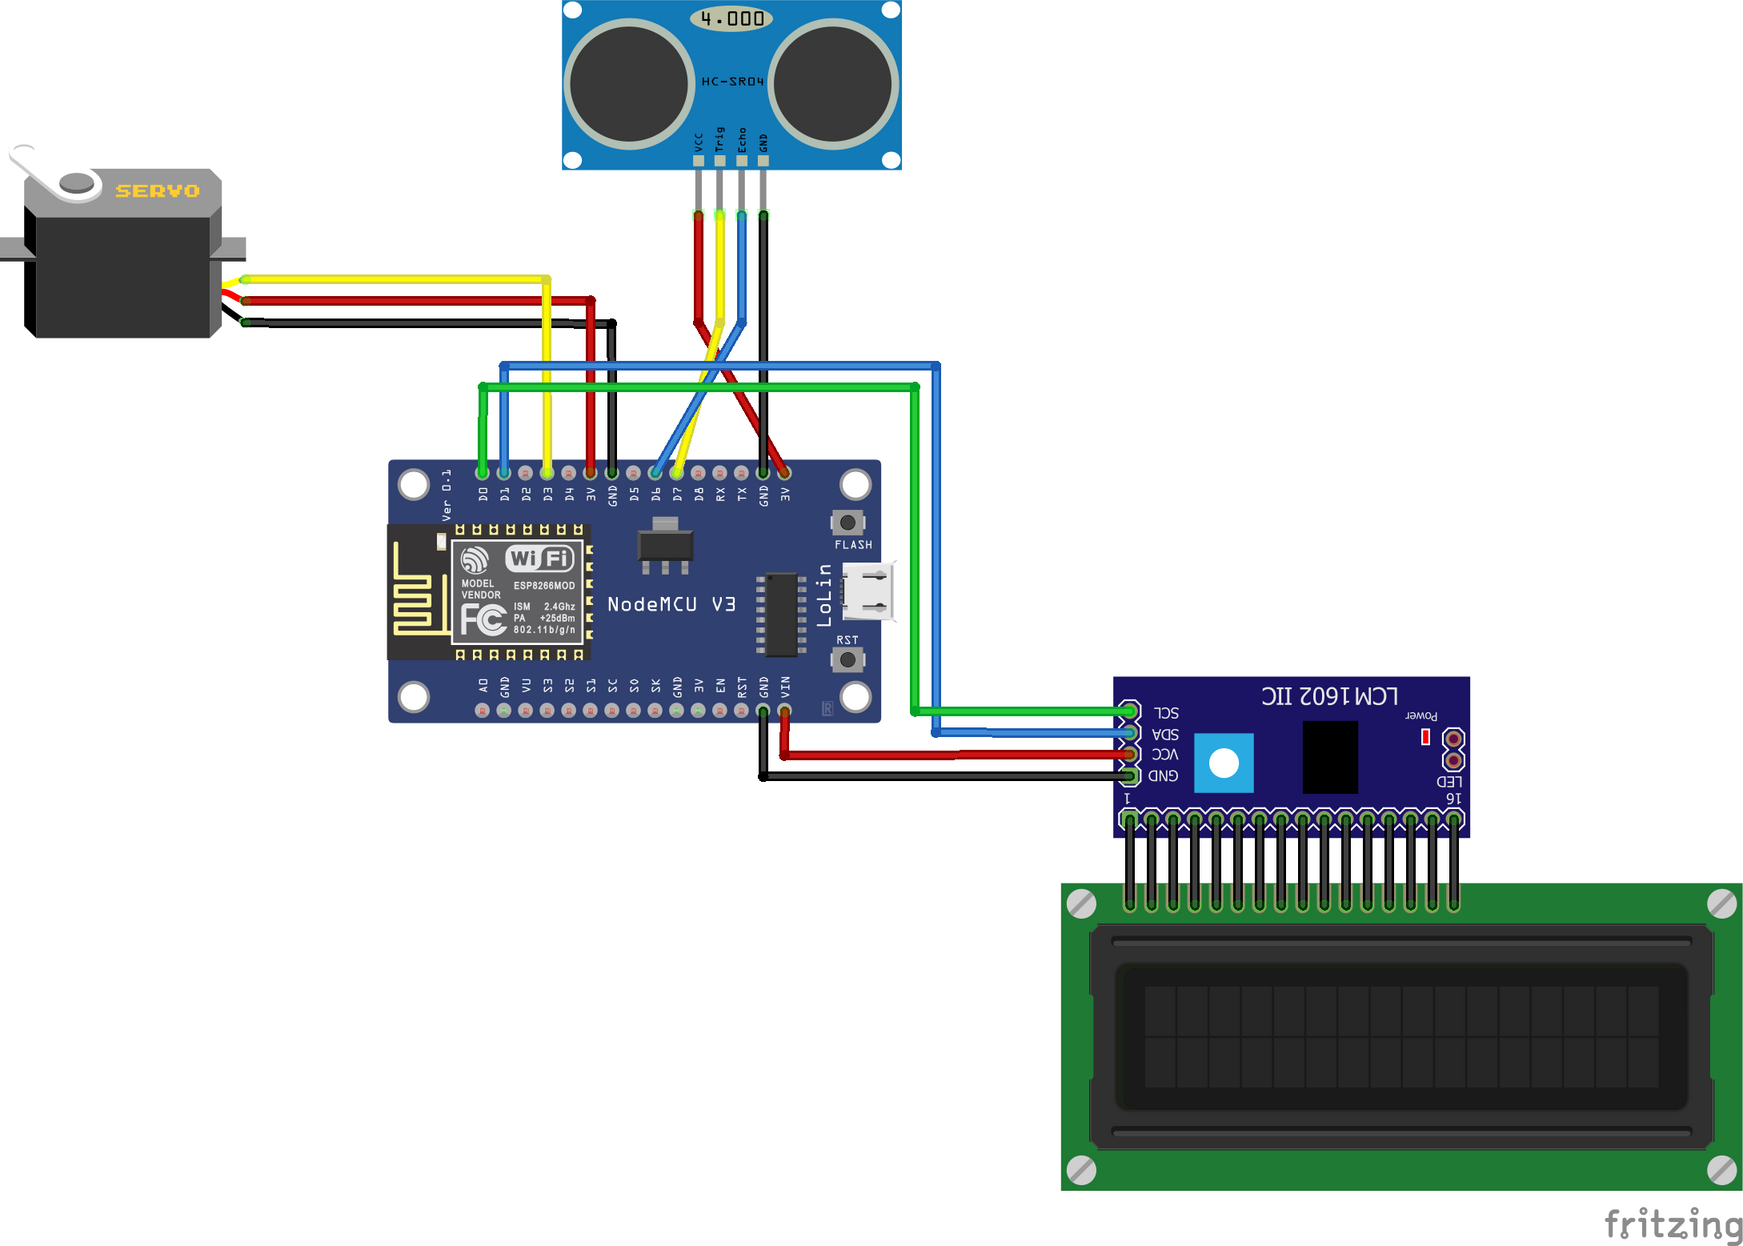 4.000
HC-SR04
VCC
Trig
Echo
GND
SERVO
Ver 0.1
D0
D1
D2
D3
D4
3V
GND
D5
D6
D7
D8
RX
TX
GND
3V
FLASH
WiFi
MODEL
VENDOR
ESP8266MOD
FC
ISM 2.4Ghz
PA +25dBm
802.11b/g/n
NodeMCU V3
LoLin
RST
A0
GND
VU
S3
S2
S1
SC
S0
SK
GND
3V
EN
RST
GND
VIN
R
LCM1602 IIC
SCL
SDA
VCC
GND
Power
LED
1
16
fritzing